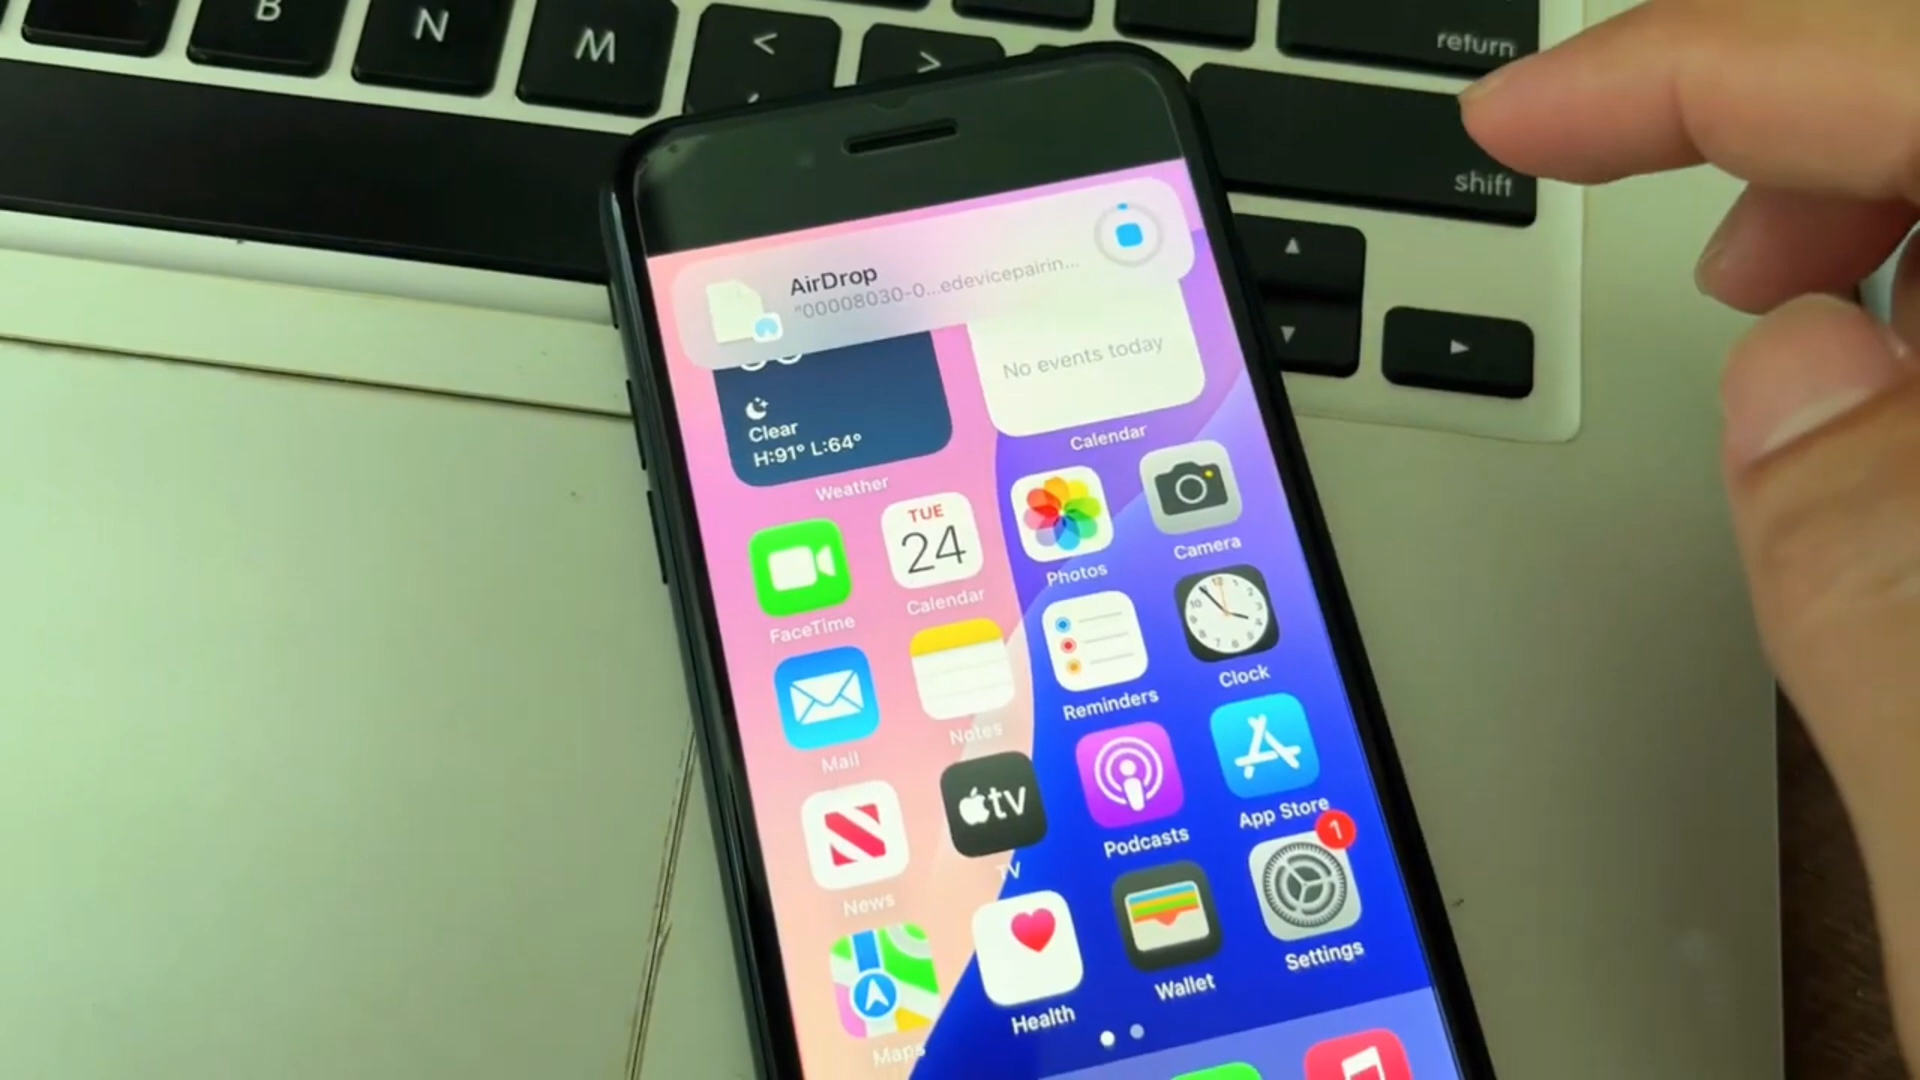 B
N
M
<
>
return
shift
AirDrop
"00008030-0...edevicepairin...
No events today
Clear
H:91° L:64°
Weather
Calendar
TUE
24
FaceTime
Calendar
Photos
Camera
Mail
Notes
Reminders
Clock
News
tv
TV
Podcasts
App Store
1
Maps
Health
Wallet
Settings